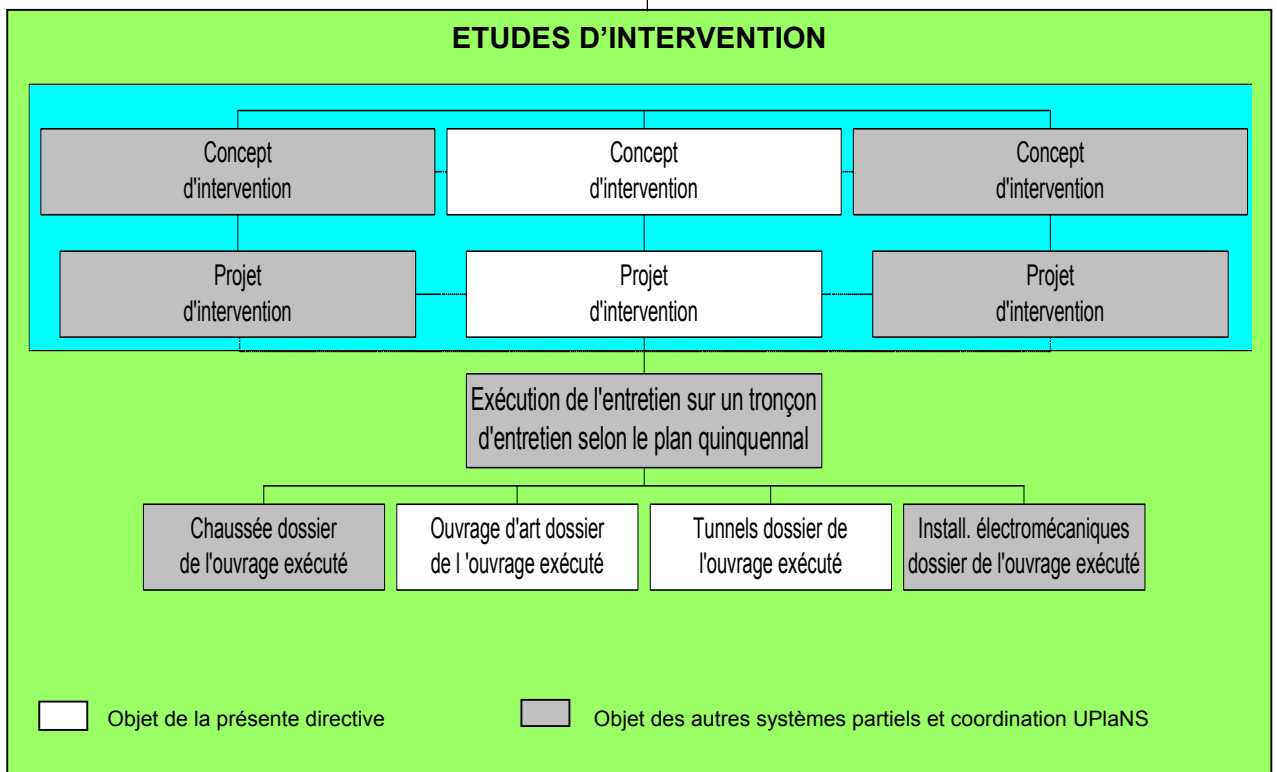 ETUDES D'INTERVENTION
Concept
d'intervention
Concept
d'intervention
Concept
d'intervention
Projet
d'intervention
Projet
d'intervention
Projet
d'intervention
Exécution de l'entretien sur un tronçon
d'entretien selon le plan quinquennal
Chaussée dossier
de l'ouvrage exécuté
Ouvrage d'art dossier
de l 'ouvrage exécuté
Tunnels dossier de
l'ouvrage exécuté
Install. électromécaniques
dossier de l'ouvrage exécuté
Objet de la présente directive
Objet des autres systèmes partiels et coordination UPlaNS